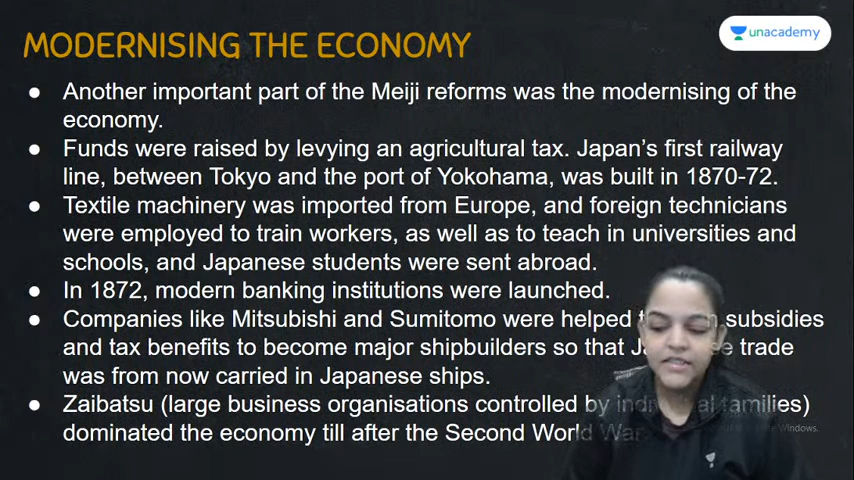 MODERNISING THE ECONOMY
unacademy
● Another important part of the Meiji reforms was the modernising of the
economy.
● Funds were raised by levying an agricultural tax. Japan's first railway
line, between Tokyo and the port of Yokohama, was built in 1870-72.
● Textile machinery was imported from Europe, and foreign technicians
were employed to train workers, as well as to teach in universities and
schools, and Japanese students were sent abroad.
● In 1872, modern banking institutions were launched.
● Companies like Mitsubishi and Sumitomo were helped subsidies
and tax benefits to become major shipbuilders so that trade
was from now carried in Japanese ships.
● Zaibatsu (large business organisations controlled by families)
dominated the economy till after the Second World War.
Windows.